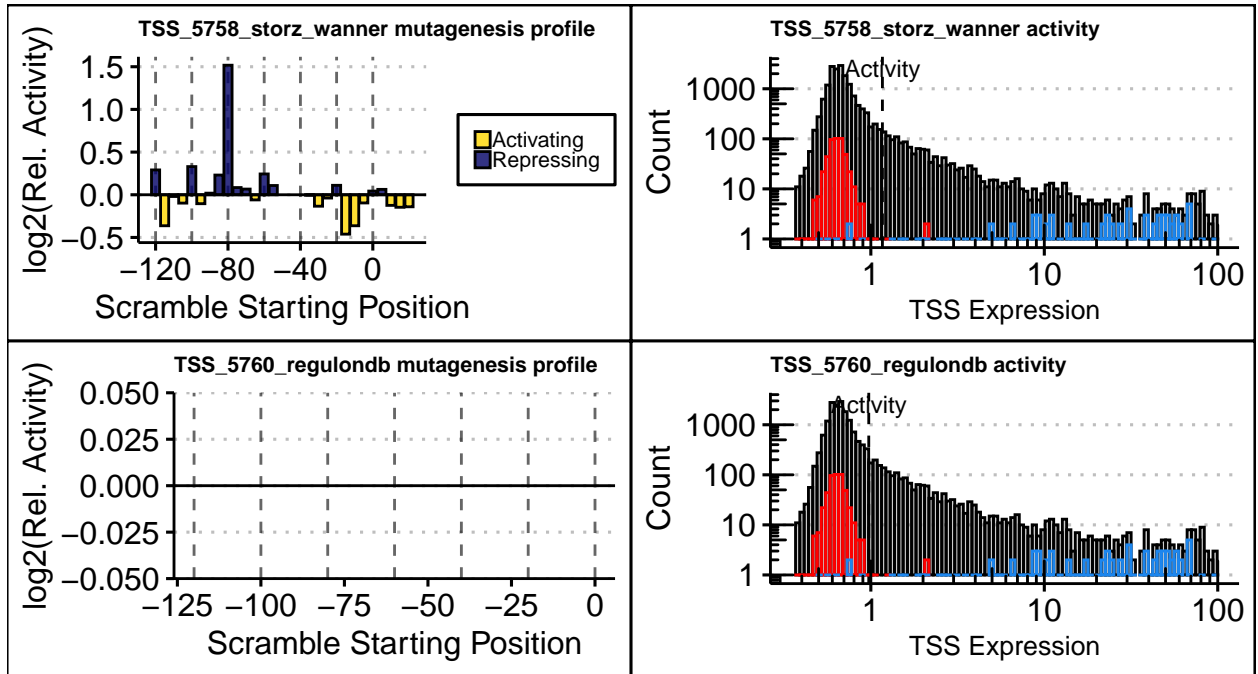 TSS_5758_storz_wanner mutagenesis profile
log2(Rel. Activity)
1.5
1.0
0.5
0.0
−0.5
−120 −80 −40 0
Scramble Starting Position
Activating
Repressing
TSS_5758_storz_wanner activity
Activity
Count
1000
100
10
1
1 10 100
TSS Expression
TSS_5760_regulondb mutagenesis profile
log2(Rel. Activity)
0.050
0.025
0.000
−0.025
−0.050
−125 −100 −75 −50 −25 0
Scramble Starting Position
TSS_5760_regulondb activity
Activity
Count
1000
100
10
1
1 10 100
TSS Expression